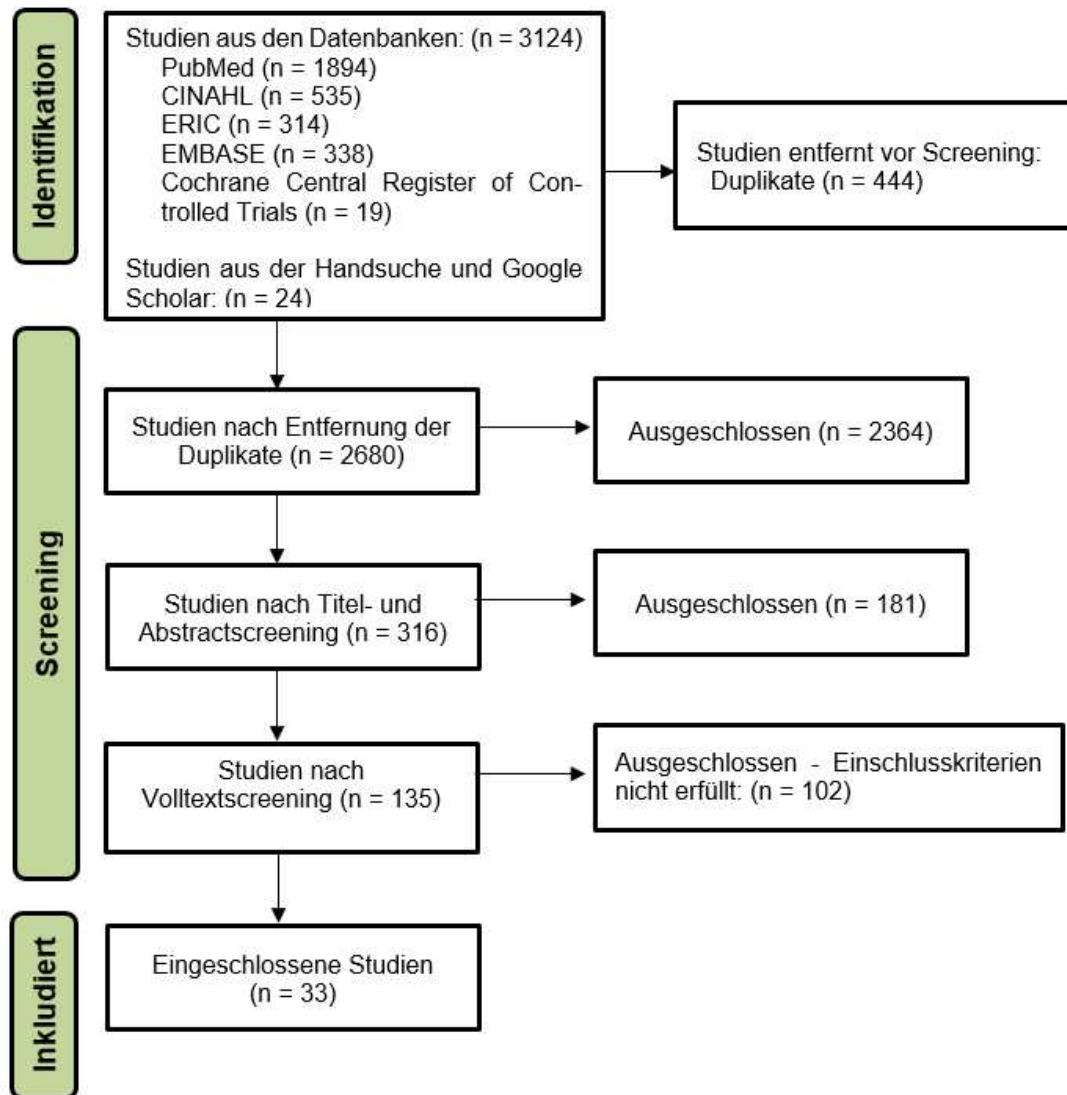 Identifikation
Studien aus den Datenbanken: (n = 3124)
PubMed (n = 1894)
CINAHL (n = 535)
ERIC (n = 314)
EMBASE (n = 338)
Cochrane Central Register of Con-
trolled Trials (n = 19)
Studien aus der Handsuche und Google
Scholar: (n = 24)
Studien entfernt vor Screening:
Duplikate (n = 444)
Screening
Studien nach Entfernung der
Duplikate (n = 2680)
Ausgeschlossen (n = 2364)
Studien nach Titel- und
Abstractscreening (n = 316)
Ausgeschlossen (n = 181)
Studien nach
Volltextscreening (n = 135)
Ausgeschlossen - Einschlusskriterien
nicht erfüllt: (n = 102)
Inkludiert
Eingeschlossene Studien
(n = 33)